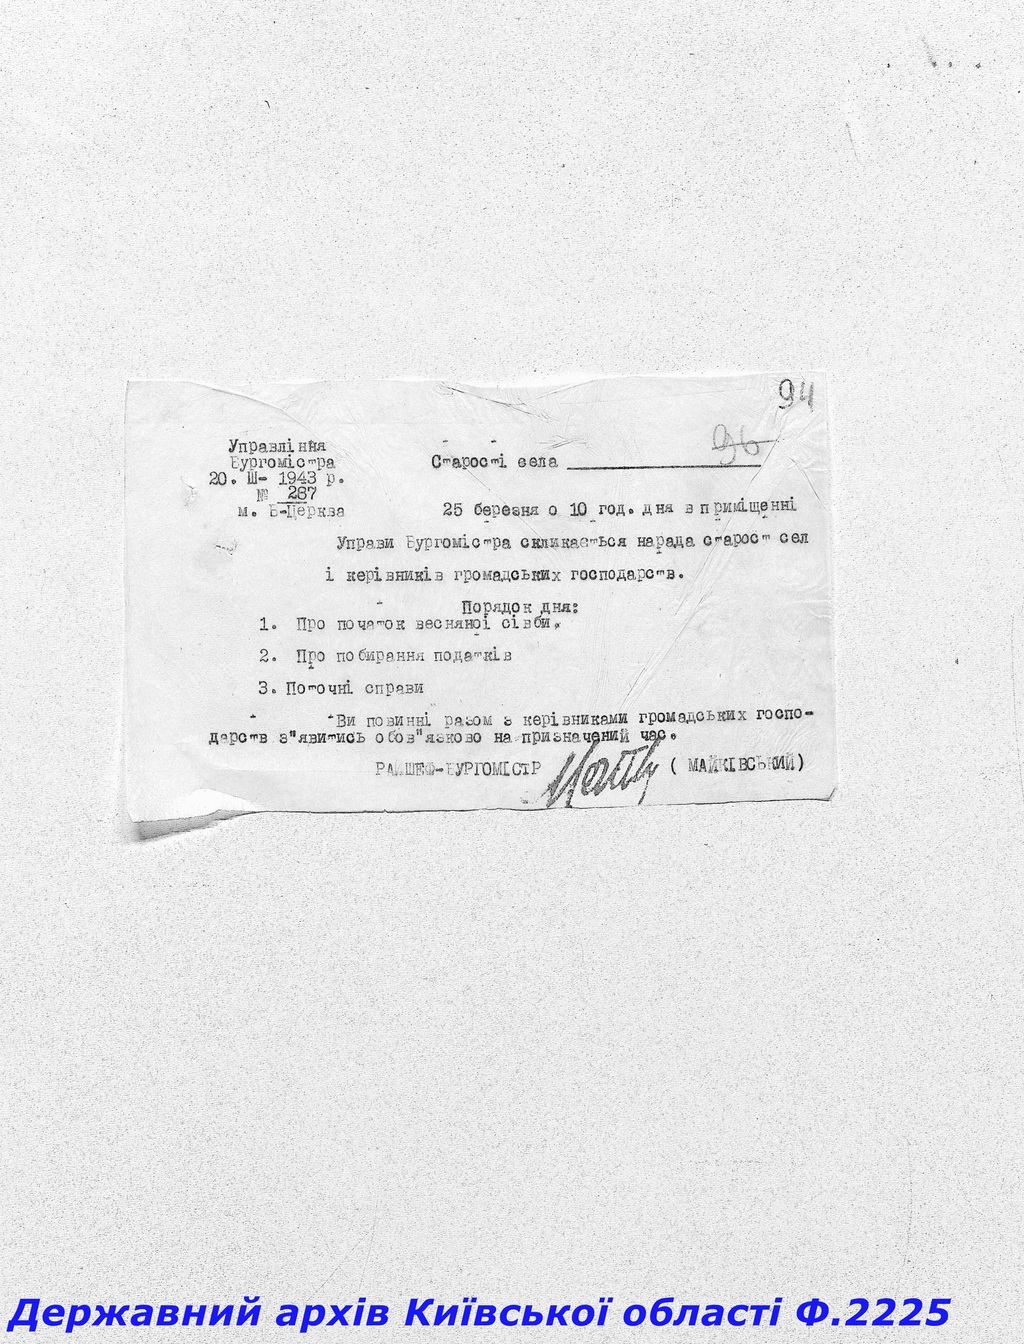 94
96
Управління
Бургомістра
20. Ш- 1943 р.
№ 287
м. Б-Церква
Старості села
25 березня о 10 год. дня в приміщенні
Управи Бургомістра скликається нарада старост сел
і керівників громадських господарств.
Порядок дня:
1. Про початок весняної сівби.
2. Про побирання податків
3. Поточні справи
Ви повинні разом з керівниками громадських госпо-
дарств з"явитись обов"язково на призначений час.
РАЙШЕФ-БУРГОМІСТР ( МАЙКІВСЬКИЙ)
Державний архів Київської області Ф.2225